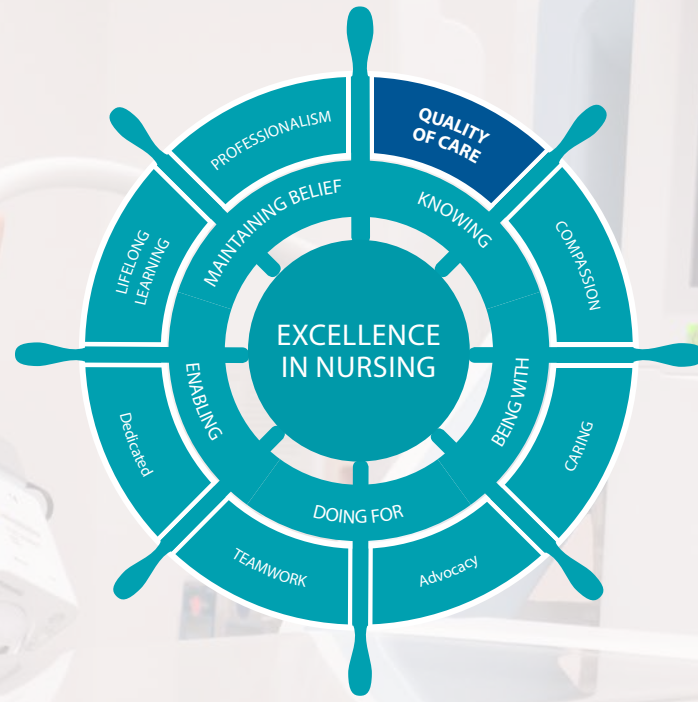 QUALITY
OF CARE
COMPASSION
CARING
Advocacy
TEAMWORK
Dedicated
LIFELONG
LEARNING
PROFESSIONALISM
MAINTAINING BELIEF
KNOWING
BEING WITH
DOING FOR
ENABLING
EXCELLENCE
IN NURSING